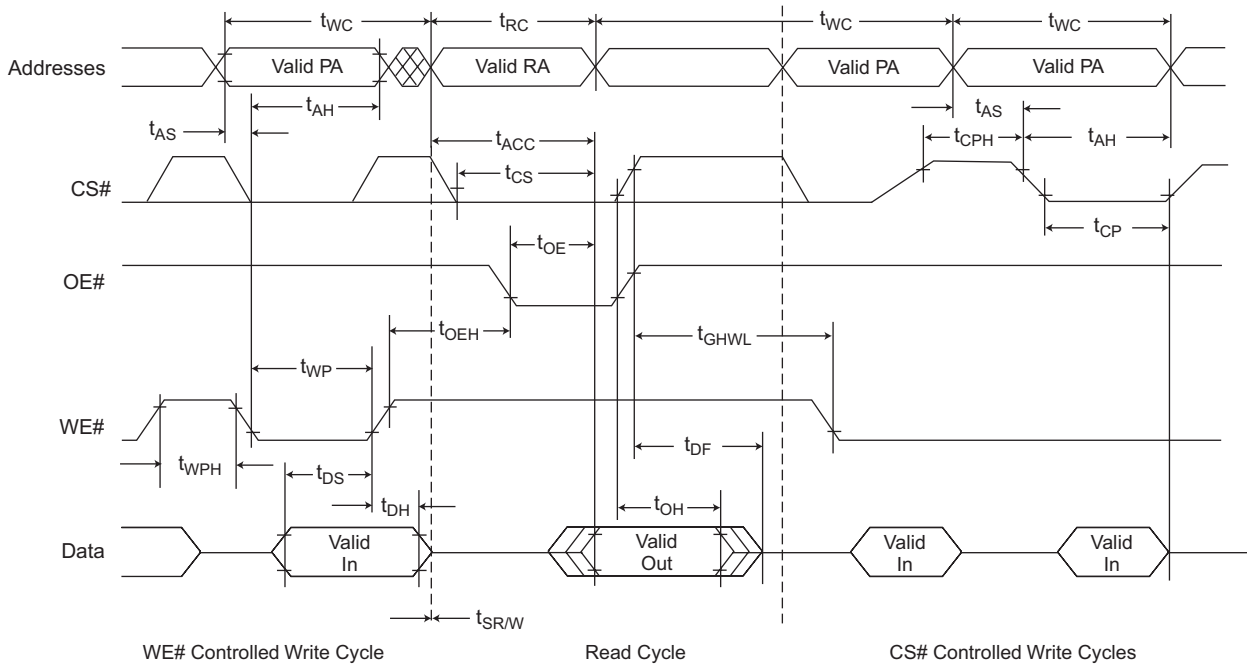 tWC tRC tWC tWC
Addresses Valid PA Valid RA Valid PA Valid PA
tAH tAS
tAS tACC tCPH tAH
CS# tCS
tCP
tOE
OE#
tOEH tGHWL
tWP
WE#
tDF
tWPH tDS
tDH tOH
Data Valid In Valid Out Valid In Valid In
tSR/W
WE# Controlled Write Cycle Read Cycle CS# Controlled Write Cycles